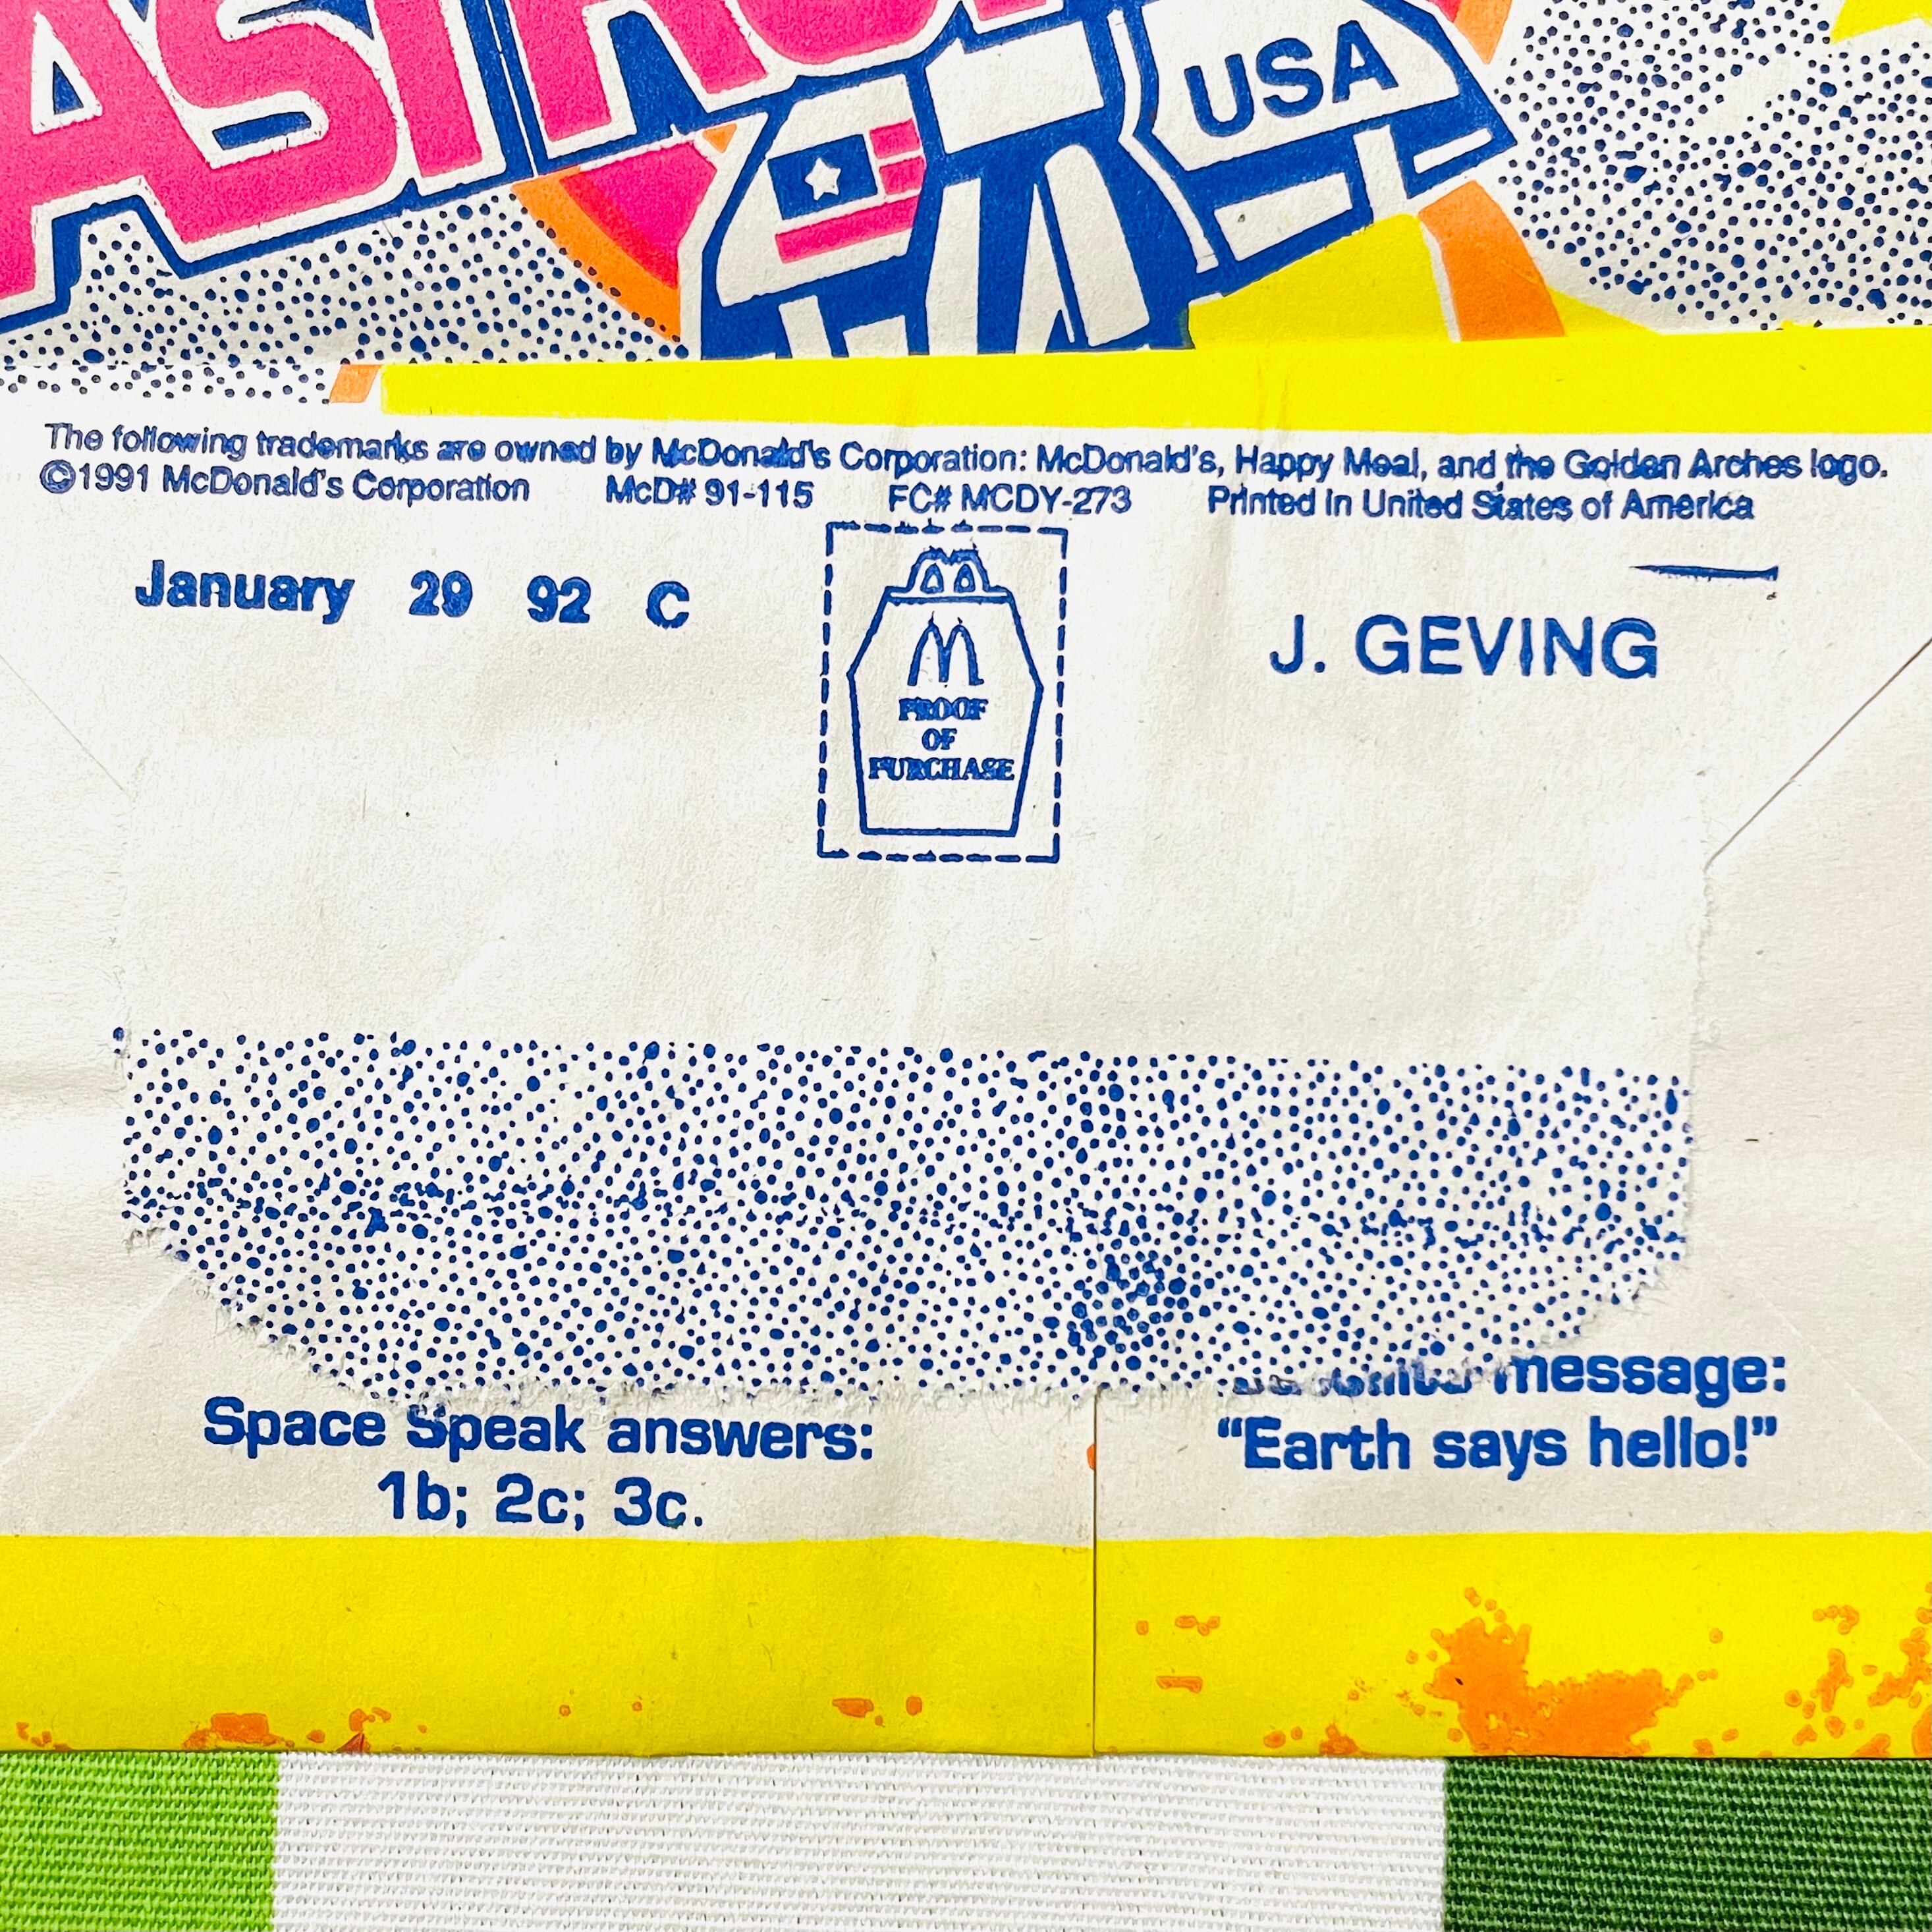 USA
The following trademarks are owned by McDonald's Corporation: McDonald's, Happy Meal, and the Golden Arches logo.
©1991 McDonald's Corporation McD# 91-115 FC# MCDY-273 Printed in United States of America
January 29 92 C
J. GEVING
PROOF
OF
PURCHASE
message:
Space Speak answers:
"Earth says hello!"
1b; 2c; 3c.